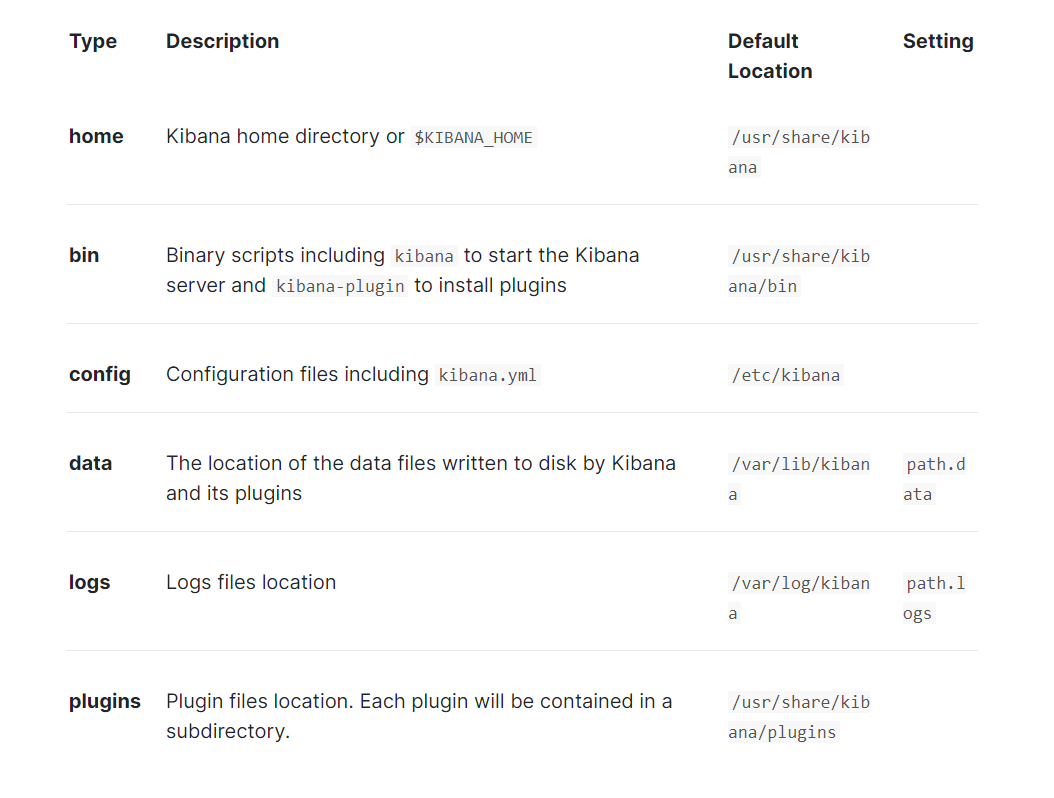 Type Description Default Location Setting
home Kibana home directory or $KIBANA_HOME /usr/share/kibana
bin Binary scripts including kibana to start the Kibana server and kibana-plugin to install plugins /usr/share/kibana/bin
config Configuration files including kibana.yml /etc/kibana
data The location of the data files written to disk by Kibana and its plugins /var/lib/kibana path.data
logs Logs files location /var/log/kibana path.logs
plugins Plugin files location. Each plugin will be contained in a subdirectory. /usr/share/kibana/plugins